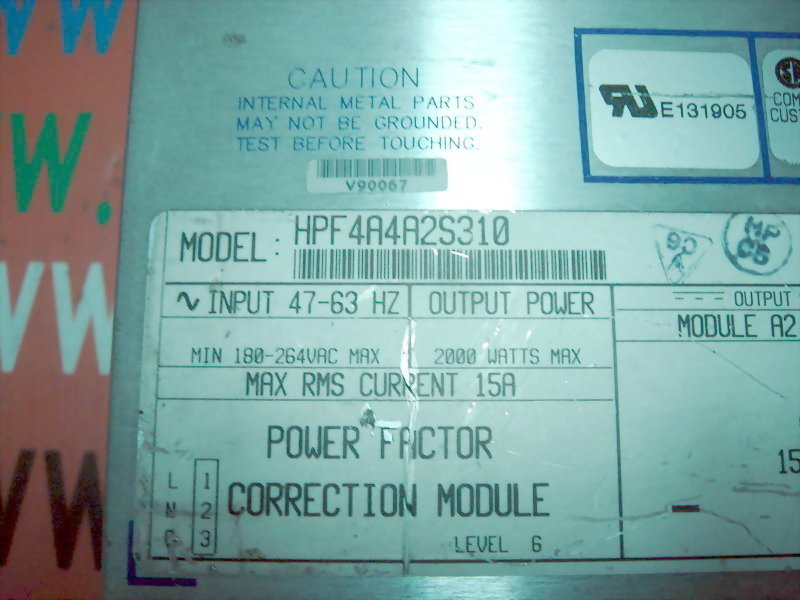 CAUTION
INTERNAL METAL PARTS
MAY NOT BE GROUNDED.
TEST BEFORE TOUCHING.
V90067
E131905
MODEL: HPF4A4A2S310
∿ INPUT 47-63 HZ OUTPUT POWER
--- OUTPUT
MODULE A2
MIN 180-264VAC MAX 2000 WATTS MAX
MAX RMS CURRENT 15A
POWER FACTOR
CORRECTION MODULE
L 1
N 2
G 3
15
LEVEL 6